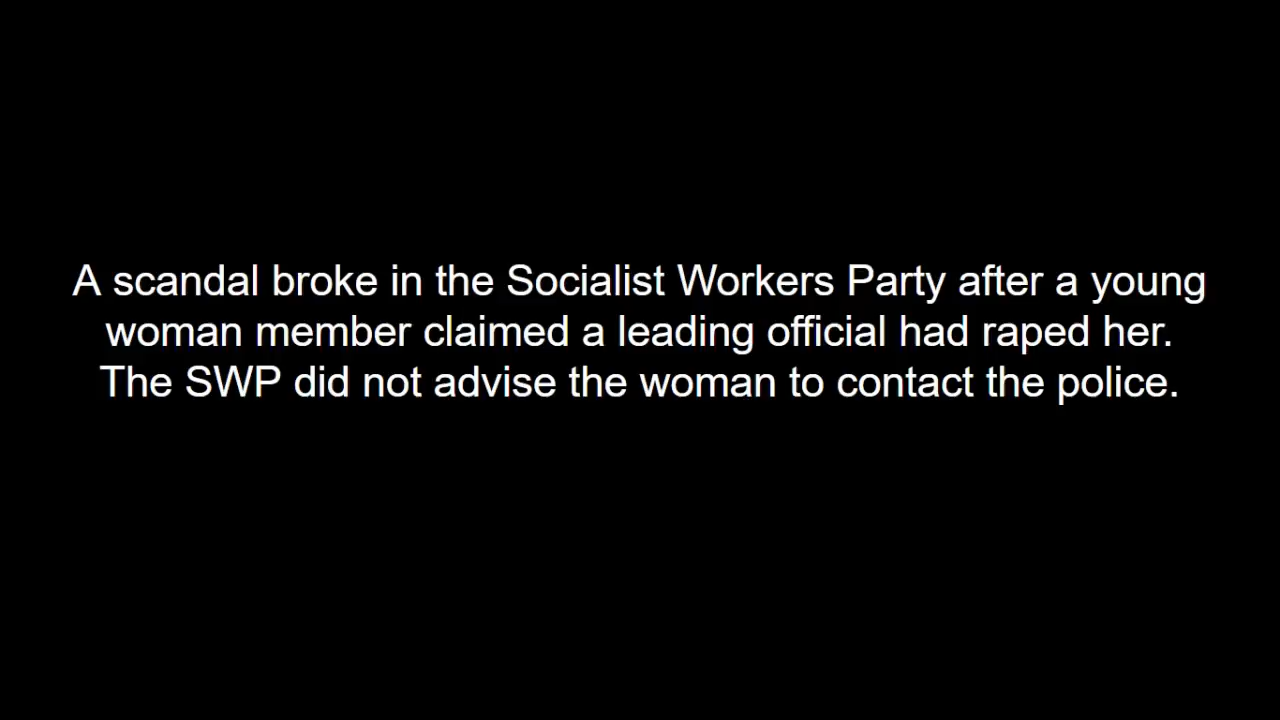 A scandal broke in the Socialist Workers Party after a young
woman member claimed a leading official had raped her.
The SWP did not advise the woman to contact the police.